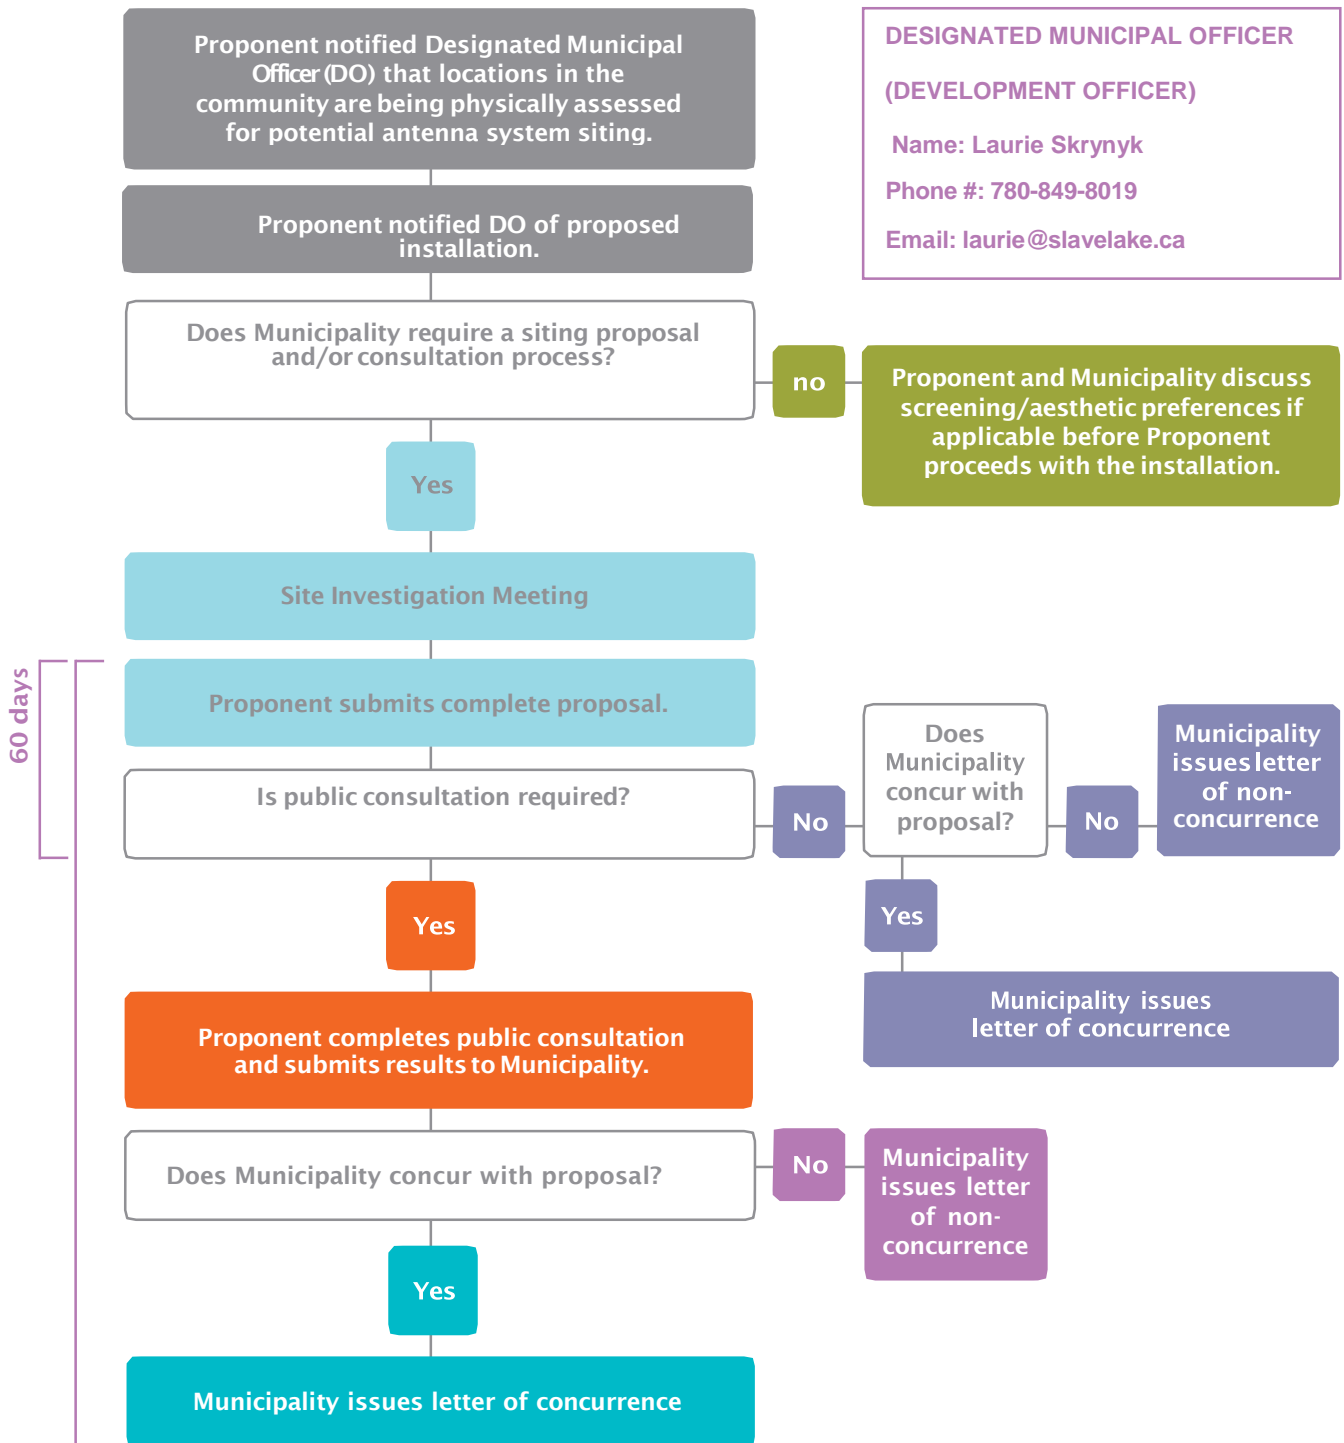 Proponent notified Designated Municipal
Officer (DO) that locations in the
community are being physically assessed
for potential antenna system siting.
DESIGNATED MUNICIPAL OFFICER
(DEVELOPMENT OFFICER)
Name: Laurie Skrynyk
Phone #: 780-849-8019
Email: laurie@slavelake.ca
Proponent notified DO of proposed
installation.
Does Municipality require a siting proposal
and/or consultation process?
no
Proponent and Municipality discuss
screening/aesthetic preferences if
applicable before Proponent
proceeds with the installation.
Yes
Site Investigation Meeting
60 days
Proponent submits complete proposal.
Is public consultation required?
No
Does
Municipality
concur with
proposal?
No
Municipality
issues letter
of non-
concurrence
Yes
Yes
Municipality issues
letter of concurrence
Proponent completes public consultation
and submits results to Municipality.
Does Municipality concur with proposal?
No
Municipality
issues letter
of non-
concurrence
Yes
Municipality issues letter of concurrence